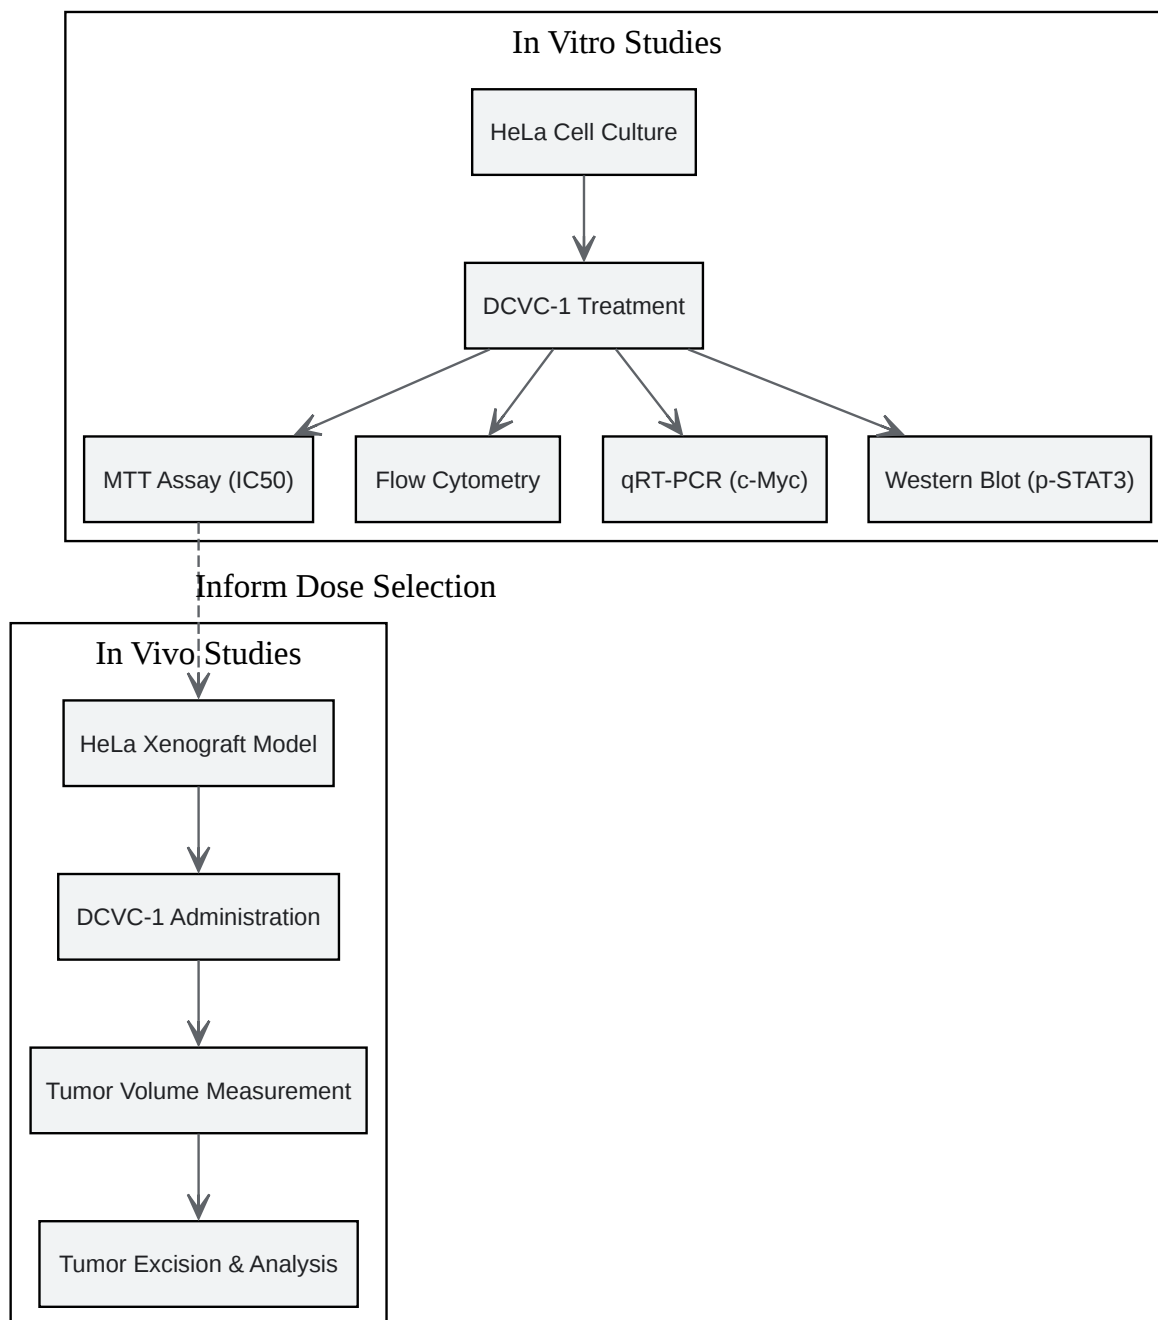 In Vitro Studies
HeLa Cell Culture
DCVC-1 Treatment
MTT Assay (IC50)
Flow Cytometry
qRT-PCR (c-Myc)
Western Blot (p-STAT3)
Inform Dose Selection
In Vivo Studies
HeLa Xenograft Model
DCVC-1 Administration
Tumor Volume Measurement
Tumor Excision & Analysis